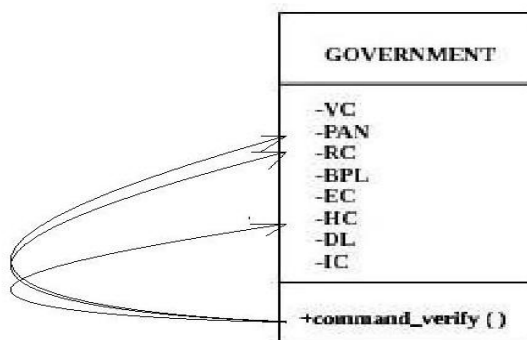 GOVERNMENT
-VC
-PAN
-RC
-BPL
-EC
-HC
-DL
-IC
+command_verify ( )